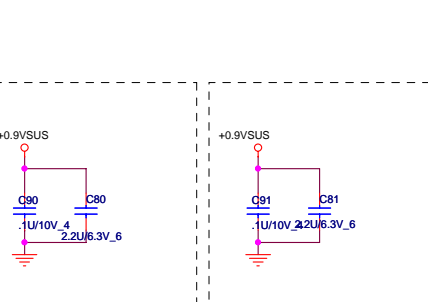 +0.9VSUS
+0.9VSUS
C90
C80
C91
C81
.1U/10V_4
2.2U/6.3V_6
.1U/10V_4
2.2U/6.3V_6